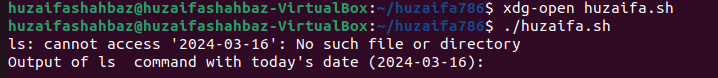 huzaifashahbaz@huzaifashahbaz-VirtualBox:~/huzaifa786$ xdg-open huzaifa.sh
huzaifashahbaz@huzaifashahbaz-VirtualBox:~/huzaifa786$ ./huzaifa.sh
ls: cannot access '2024-03-16': No such file or directory
Output of ls  command with today's date (2024-03-16):